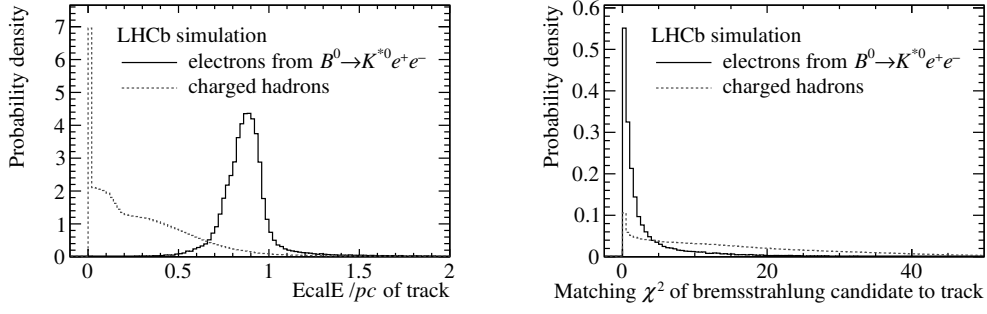 Probability density
7
6
5
4
3
2
1
0
LHCb simulation
electrons from B⁰→K*⁰e⁺e⁻
charged hadrons
0 0.5 1 1.5 2
EcalE /pc of track
Probability density
0.6
0.5
0.4
0.3
0.2
0.1
0
LHCb simulation
electrons from B⁰→K*⁰e⁺e⁻
charged hadrons
0 20 40
Matching χ² of bremsstrahlung candidate to track